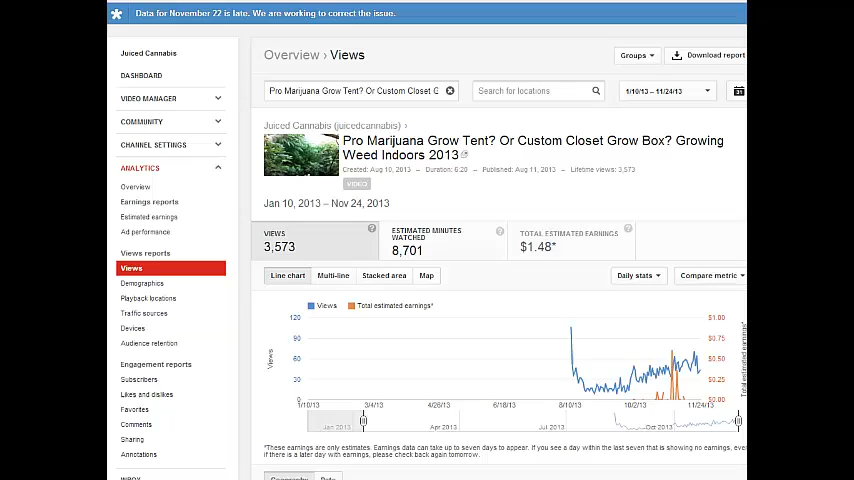 Data for November 22 is late. We are working to correct the issue.
Juiced Cannabis
DASHBOARD
VIDEO MANAGER
COMMUNITY
CHANNEL SETTINGS
ANALYTICS
Overview
Earnings reports
Estimated earnings
Ad performance
Views reports
Views
Demographics
Playback locations
Traffic sources
Devices
Audience retention
Engagement reports
Subscribers
Likes and dislikes
Favorites
Comments
Sharing
Annotations
Overview › Views
Groups
Download report
Pro Marijuana Grow Tent? Or Custom Closet G
Search for locations
1/10/13 – 11/24/13
31
Juiced Cannabis (juicedcannabis) ›
Pro Marijuana Grow Tent? Or Custom Closet Grow Box? Growing
Weed Indoors 2013
Created: Aug 10, 2013 – Duration: 6:20 – Published: Aug 11, 2013 – Lifetime views: 3,573
VIDEO
Jan 10, 2013 – Nov 24, 2013
VIEWS
3,573
ESTIMATED MINUTES
WATCHED
8,701
TOTAL ESTIMATED EARNINGS
$1.48*
Line chart Multi-line Stacked area Map
Daily stats
Compare metric
Views Total estimated earnings*
120 $1.00
90 $0.75
60 $0.50
30 $0.25
0 $0.00
Views
Total estimated earnings*
1/10/13 3/4/13 4/26/13 6/18/13 8/10/13 10/2/13 11/24/13
Jan 2013 Apr 2013 Jul 2013 Oct 2013
*These earnings are only estimates. Earnings data can take up to seven days to appear. If you see a day within the last seven that is showing no earnings, eve
if there is a later day with earnings, please check back again tomorrow.
Geography Date